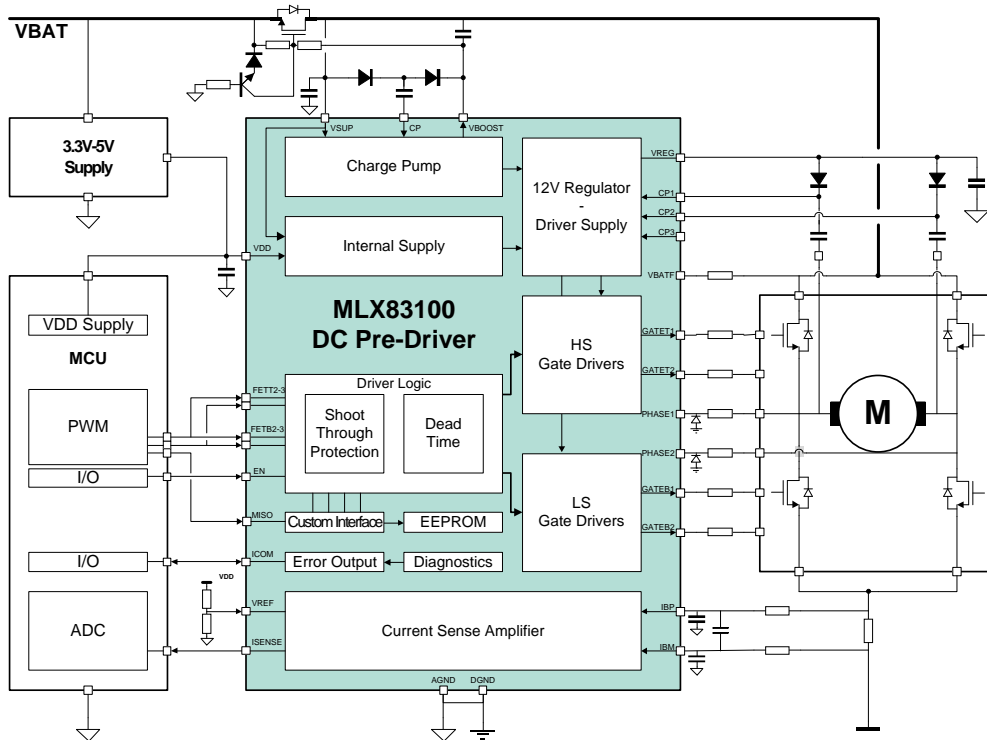 VBAT
3.3V-5V
Supply
VSUP
CP
VBOOST
Charge Pump
12V Regulator
-
Driver Supply
VREG
CP1
CP2
CP3
VDD
Internal Supply
VBATF
MLX83100
DC Pre-Driver
VDD Supply
MCU
HS
Gate Drivers
GATET1
GATET2
PHASE1
M
Driver Logic
FETT2-3
Shoot
Through
Protection
Dead
Time
PWM
FETB2-3
PHASE2
EN
I/O
LS
Gate Drivers
GATEB1
GATEB2
MISO
Custom Interface
EEPROM
I/O
ICOM
Error Output
Diagnostics
VDD
VREF
IBP
ADC
Current Sense Amplifier
ISENSE
IBM
AGND
DGND